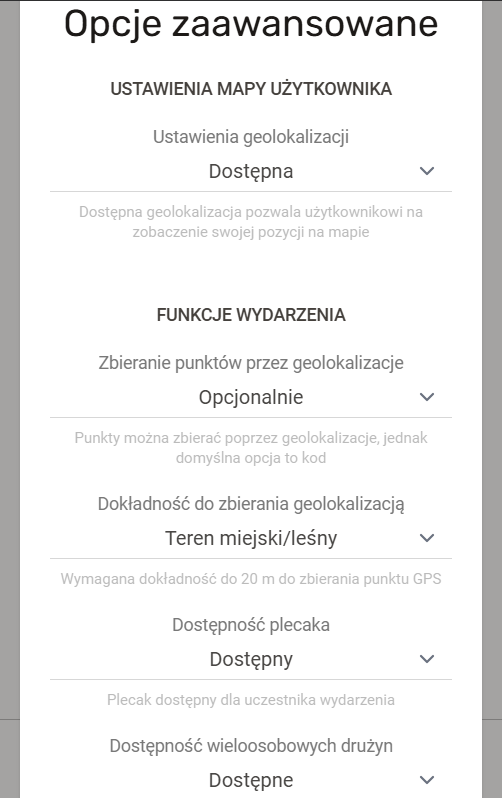 Opcje zaawansowane
USTAWIENIA MAPY UŻYTKOWNIKA
Ustawienia geolokalizacji
Dostępna
Dostępna geolokalizacja pozwala użytkownikowi na
zobaczenie swojej pozycji na mapie
FUNKCJE WYDARZENIA
Zbieranie punktów przez geolokalizacje
Opcjonalnie
Punkty można zbierać poprzez geolokalizacje, jednak
domyślna opcja to kod
Dokładność do zbierania geolokalizacją
Teren miejski/leśny
Wymagana dokładność do 20 m do zbierania punktu GPS
Dostępność plecaka
Dostępny
Plecak dostępny dla uczestnika wydarzenia
Dostępność wieloosobowych drużyn
Dostępne